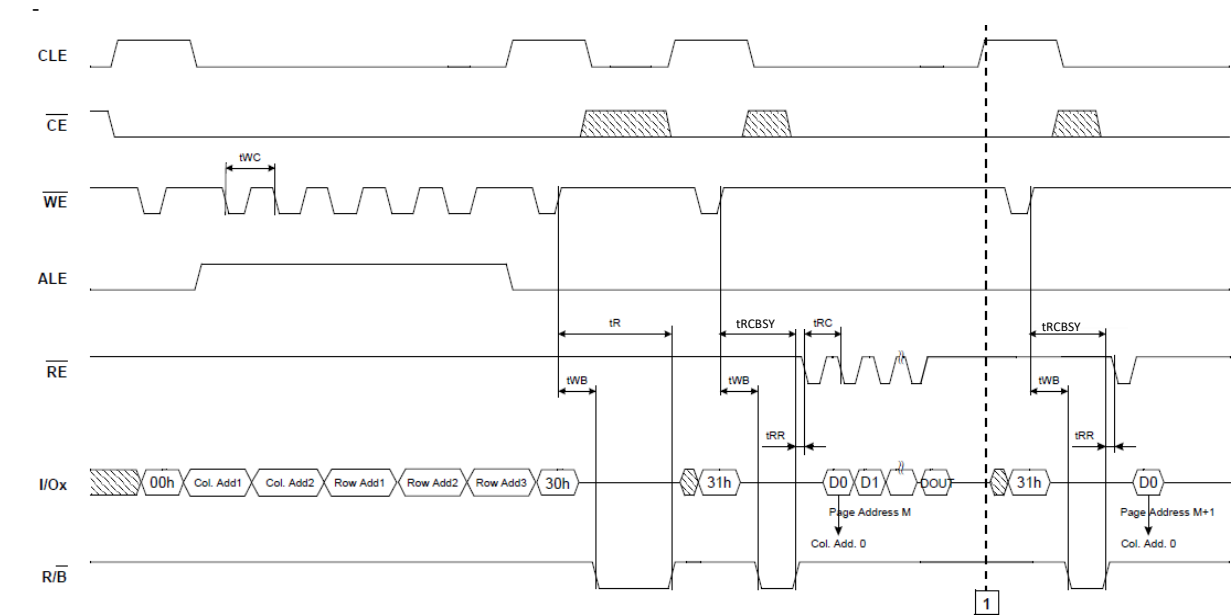 CLE
CE
tWC
WE
ALE
tR
tRCBSY
tRC
tRCBSY
RE
tWB
tWB
tWB
tRR
tRR
I/Ox
00h
Col. Add1
Col. Add2
Row Add1
Row Add2
Row Add3
30h
31h
D0
D1
DOUT
31h
D0
Page Address M
Page Address M+1
Col. Add. 0
Col. Add. 0
R/B
1